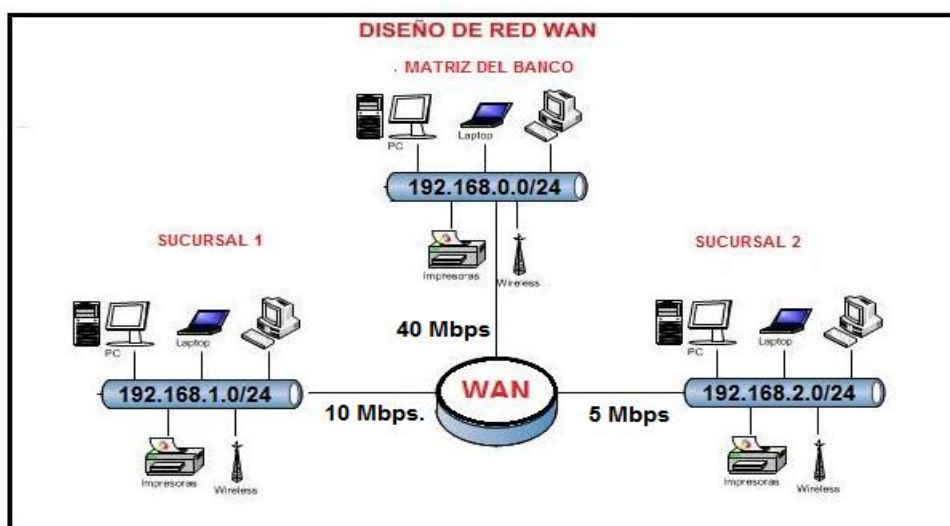 DISEÑO DE RED WAN
. MATRIZ DEL BANCO
PC
Laptop
192.168.0.0/24
Impresoras
Wireless
SUCURSAL 1
SUCURSAL 2
PC
Laptop
PC
Laptop
40 Mbps
192.168.1.0/24
10 Mbps.
WAN
5 Mbps
192.168.2.0/24
Impresoras
Wireless
Impresoras
Wireless